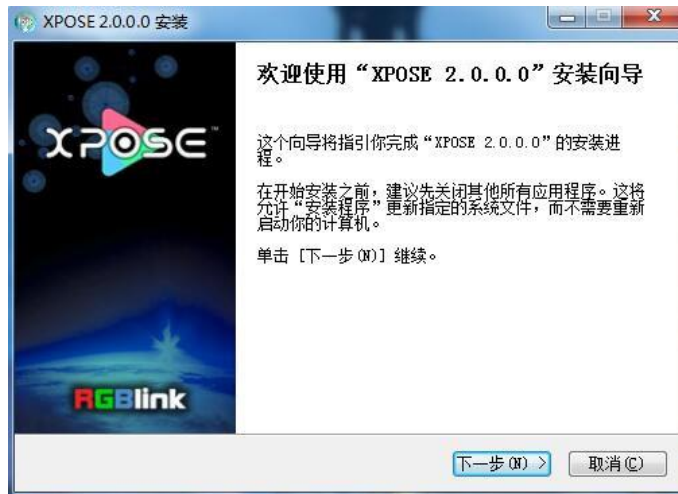 XPOSE 2.0.0.0 安装
欢迎使用“XPOSE 2.0.0.0”安装向导
XPOSE™
这个向导将指引你完成“XPOSE 2.0.0.0”的安装进
程。
在开始安装之前，建议先关闭其他所有应用程序。这将
允许“安装程序”更新指定的系统文件，而不需要重新
启动你的计算机。
单击 [下一步(N)] 继续。
RGBlink
下一步(N) >
取消(C)